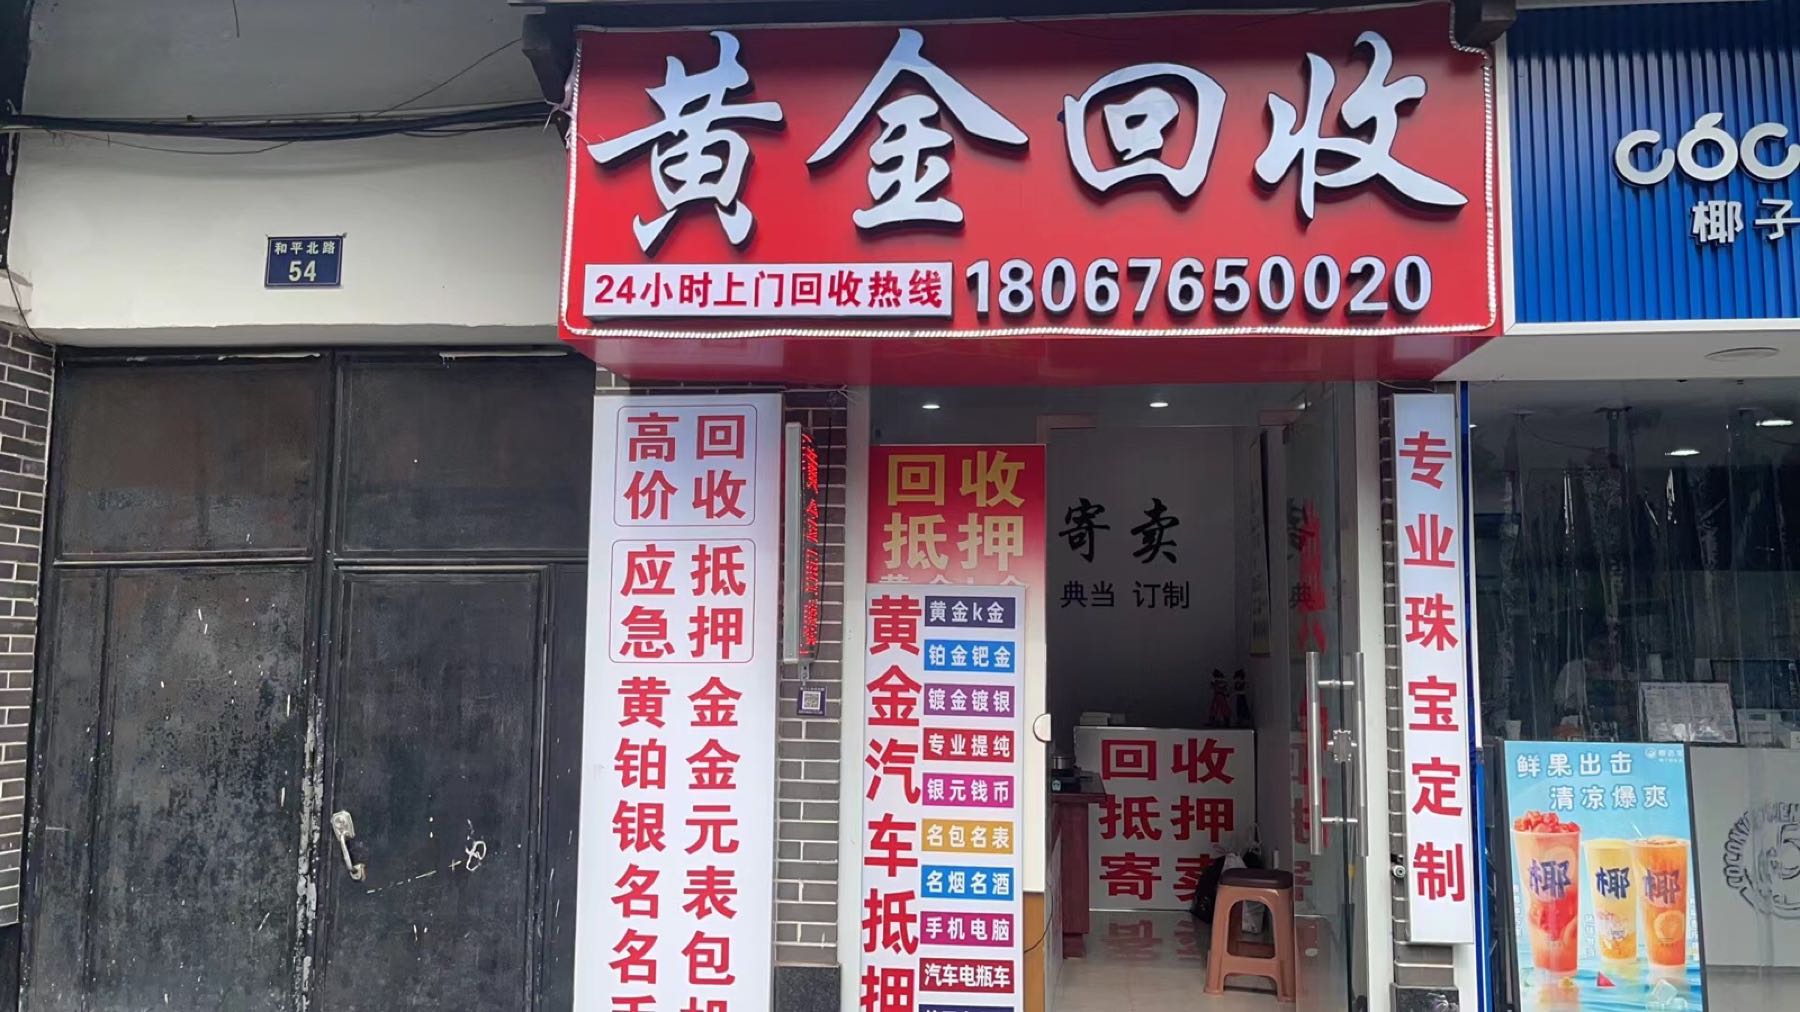 黄金回收
24小时上门回收热线 18067650020
和平北路
54
cóc
椰子
高价
回收
应急
抵押
黄金
铂金
银元
名表
名包
回收
抵押
黄金汽车抵押
黄金k金
铂金钯金
镀金镀银
专业提纯
银元钱币
名包名表
名烟名酒
手机电脑
汽车电瓶车
寄卖
典当 订制
回收
抵押
寄卖
专业珠宝定制
鲜果出击
清凉爆爽
椰
椰
椰